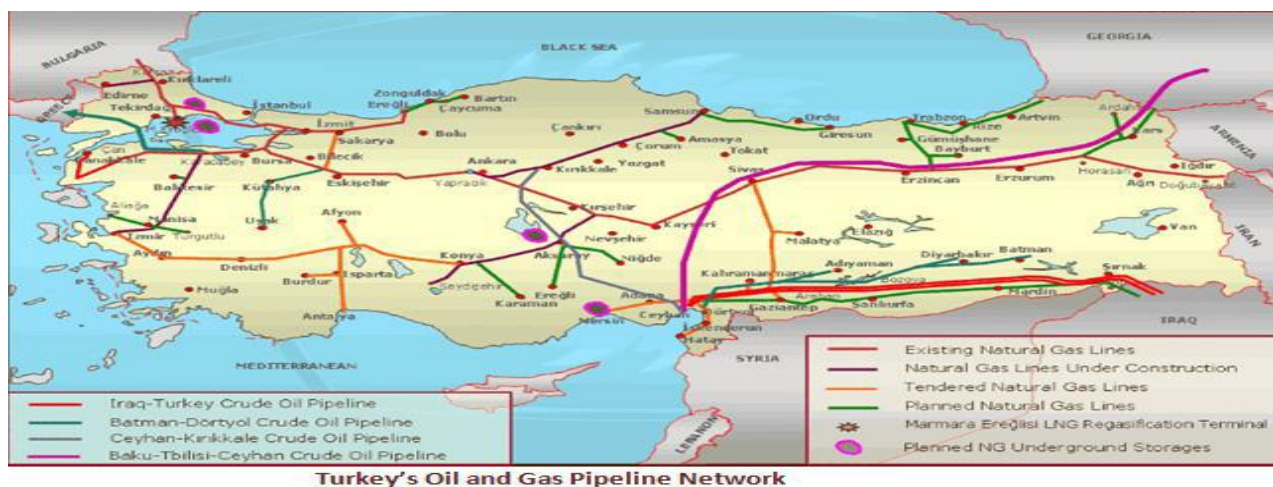 BULGARIA
BLACK SEA
GEORGIA
Kırklareli
Edirne
Tekirdağ
İstanbul
Zonguldak
Ereğli
Bartın
Çaycuma
İzmit
Sakarya
Bolu
Çankırı
Samsun
Amasya
Çorum
Tokat
Ordu
Giresun
Trabzon
Rize
Artvin
Ardahan
Kars
ARMENIA
Gümüşhane
Bayburt
Çan
Çanakkale
Karacabey
Bursa
Bilecik
Eskişehir
Ankara
Yapracık
Kırıkkale
Yozgat
Sivas
Erzincan
Erzurum
Horasan
Iğdır
Ağrı
Doğubayazıt
Balıkesir
Kütahya
Aliağa
Manisa
Uşak
Afyon
Kırşehir
Kayseri
Nevşehir
Malatya
Elazığ
Van
IRAN
İzmir
Turgutlu
Aydın
Denizli
Burdur
Isparta
Konya
Seydişehir
Aksaray
Niğde
Ereğli
Karaman
Kahramanmaraş
Adıyaman
Diyarbakır
Batman
Bozova
Şırnak
Mardin
Muğla
Antalya
Mersin
Adana
Ceyhan
Dörtyol
İskenderun
Hatay
Gaziantep
Araban
Şanlıurfa
MEDITERRANEAN
SYRIA
IRAQ
LEBANON
Iraq-Turkey Crude Oil Pipeline
Batman-Dörtyol Crude Oil Pipeline
Ceyhan-Kırıkkale Crude Oil Pipeline
Baku-Tbilisi-Ceyhan Crude Oil Pipeline
Existing Natural Gas Lines
Natural Gas Lines Under Construction
Tendered Natural Gas Lines
Planned Natural Gas Lines
Marmara Ereğlisi LNG Regasification Terminal
Planned NG Underground Storages
Turkey's Oil and Gas Pipeline Network